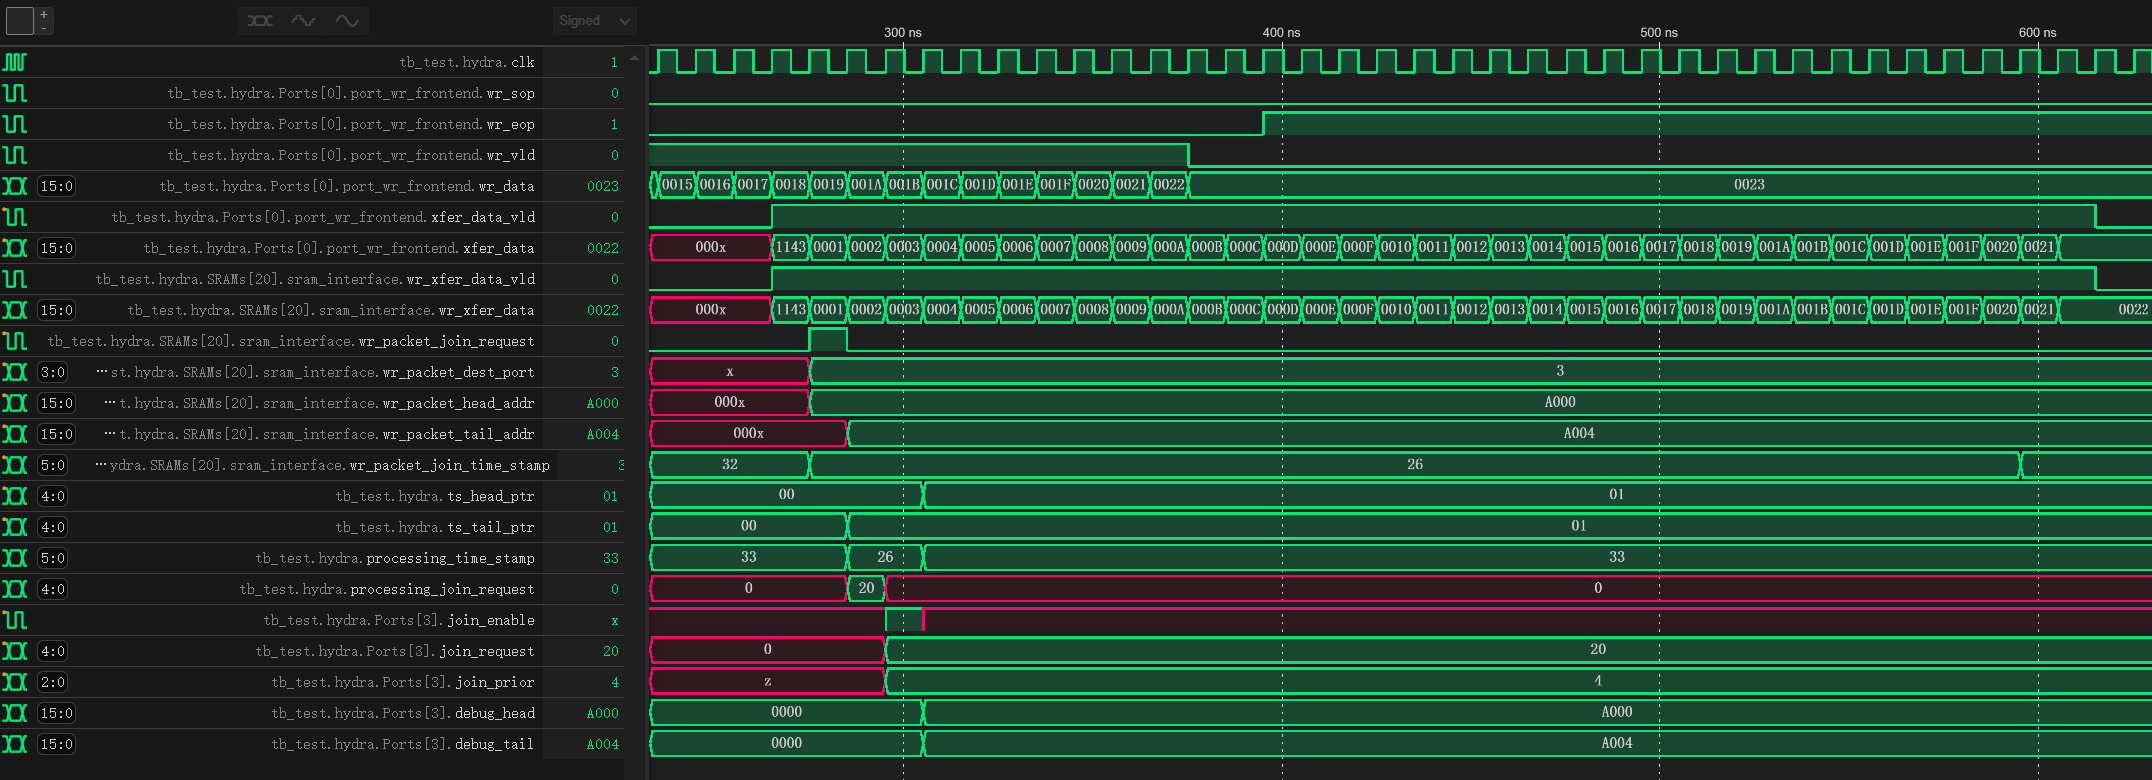 +
-
Signed
300 ns 400 ns 500 ns 600 ns
tb_test.hydra.clk 1
tb_test.hydra.Ports[0].port_wr_frontend.wr_sop 0
tb_test.hydra.Ports[0].port_wr_frontend.wr_eop 1
tb_test.hydra.Ports[0].port_wr_frontend.wr_vld 0
15:0 tb_test.hydra.Ports[0].port_wr_frontend.wr_data 0023 0015 0016 0017 0018 0019 001A 001B 001C 001D 001E 001F 0020 0021 0022 0023
tb_test.hydra.Ports[0].port_wr_frontend.xfer_data_vld 0
15:0 tb_test.hydra.Ports[0].port_wr_frontend.xfer_data 0022 000x 1143 0001 0002 0003 0004 0005 0006 0007 0008 0009 000A 000B 000C 000D 000E 000F 0010 0011 0012 0013 0014 0015 0016 0017 0018 0019 001A 001B 001C 001D 001E 001F 0020 0021
tb_test.hydra.SRAMs[20].sram_interface.wr_xfer_data_vld 0
15:0 tb_test.hydra.SRAMs[20].sram_interface.wr_xfer_data 0022 000x 1143 0001 0002 0003 0004 0005 0006 0007 0008 0009 000A 000B 000C 000D 000E 000F 0010 0011 0012 0013 0014 0015 0016 0017 0018 0019 001A 001B 001C 001D 001E 001F 0020 0021 0022
tb_test.hydra.SRAMs[20].sram_interface.wr_packet_join_request 0
3:0 ···st.hydra.SRAMs[20].sram_interface.wr_packet_dest_port 3 x 3
15:0 ···t.hydra.SRAMs[20].sram_interface.wr_packet_head_addr A000 000x A000
15:0 ···t.hydra.SRAMs[20].sram_interface.wr_packet_tail_addr A004 000x A004
5:0 ···ydra.SRAMs[20].sram_interface.wr_packet_join_time_stamp 3 32 26
4:0 tb_test.hydra.ts_head_ptr 01 00 01
4:0 tb_test.hydra.ts_tail_ptr 01 00 01
5:0 tb_test.hydra.processing_time_stamp 33 33 26 33
4:0 tb_test.hydra.processing_join_request 0 0 20 0
tb_test.hydra.Ports[3].join_enable x
4:0 tb_test.hydra.Ports[3].join_request 20 0 20
2:0 tb_test.hydra.Ports[3].join_prior 4 z 4
15:0 tb_test.hydra.Ports[3].debug_head A000 0000 A000
15:0 tb_test.hydra.Ports[3].debug_tail A004 0000 A004